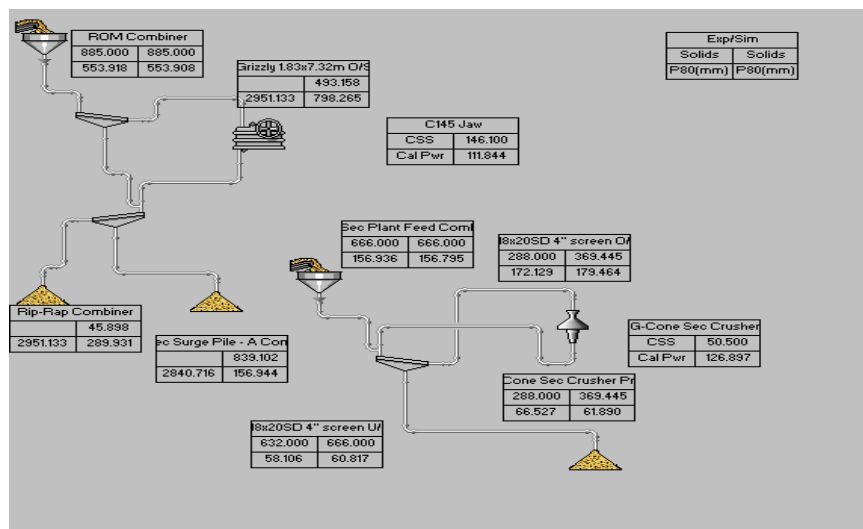 ROM Combiner
885.000 885.000
553.918 553.908
Exp/Sim
Solids Solids
P80(mm) P80(mm)
Grizzly 1.83x7.32m O/S
493.158
2951.133 798.265
C145 Jaw
CSS 146.100
Cal Pwr 111.844
Sec Plant Feed Coml
666.000 666.000
156.936 156.795
8x20SD 4" screen O/
288.000 369.445
172.129 179.464
Rip-Rap Combiner
45.898
2951.133 289.931
ec Surge Pile - A Con
839.102
2840.716 156.944
G-Cone Sec Crusher
CSS 50.500
Cal Pwr 126.897
Cone Sec Crusher Pr
288.000 369.445
66.527 61.890
8x20SD 4" screen U/
632.000 666.000
58.106 60.817